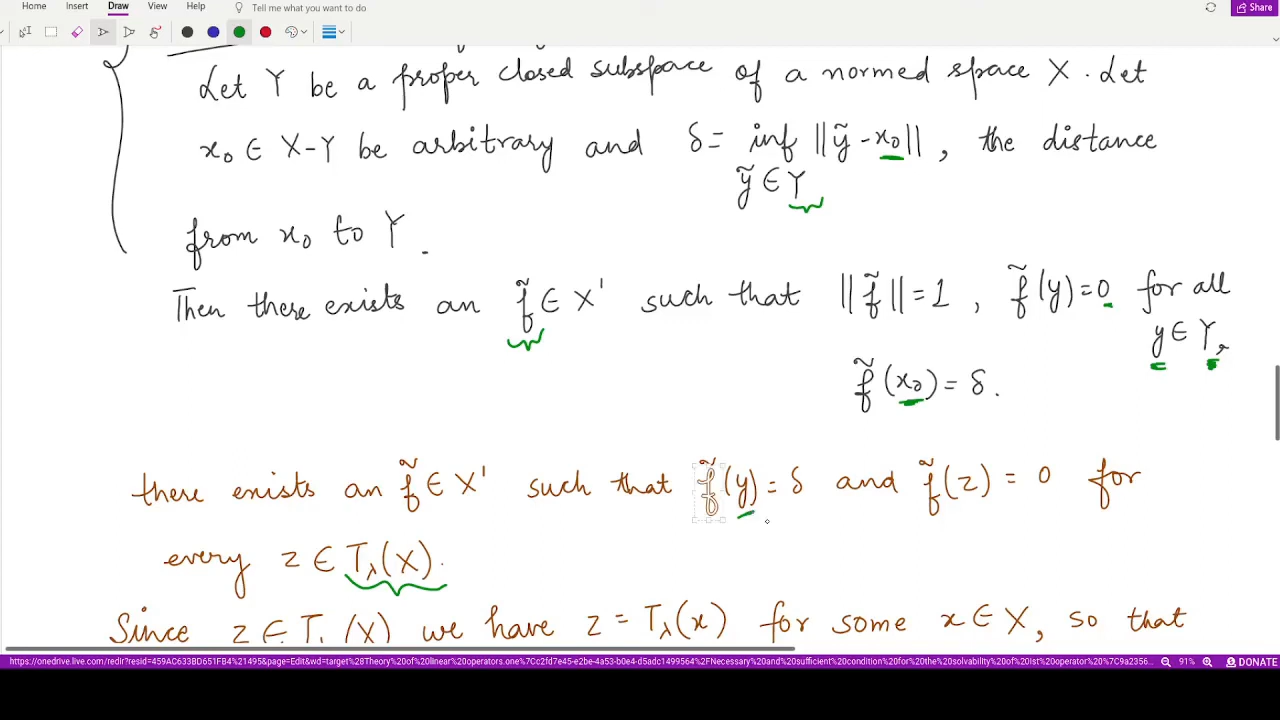 Home Insert Draw View Help Tell me what you want to do Share
Let Y be a proper closed subspace of a normed space X. Let
x₀ ∈ X-Y be arbitrary and δ = inf ||ỹ - x₀||, the distance
ỹ ∈ Y
from x₀ to Y.
Then there exists an f̃ ∈ X' such that ||f̃|| = 1, f̃(y) = 0 for all
y ∈ Y,
f̃(x₀) = δ.
there exists an f̃ ∈ X' such that f̃(y) = δ and f̃(z) = 0 for
every z ∈ T_λ(X).
Since z ∈ T_λ(X) we have z = T_λ(x) for some x ∈ X, so that
91% DONATE